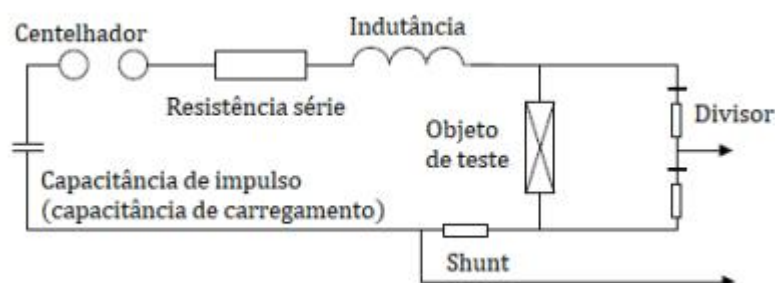 Centelhador
Indutância
Resistência série
Objeto
de teste
Divisor
Capacitância de impulso
(capacitância de carregamento)
Shunt